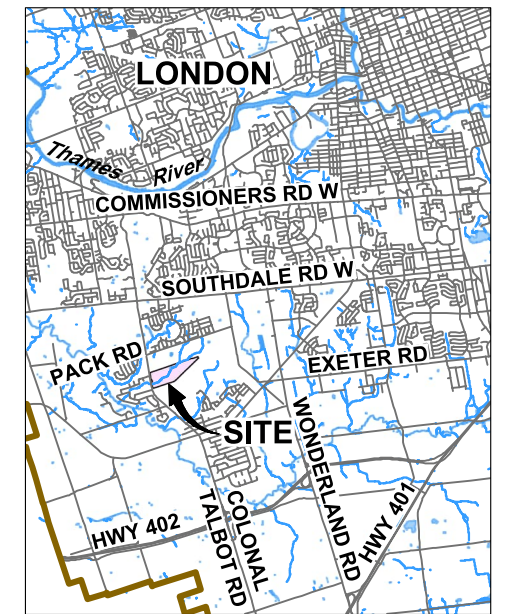 LONDON
Thames River
COMMISSIONERS RD W
SOUTHDALE RD W
PACK RD
EXETER RD
SITE
WONDERLAND RD
HWY 401
HWY 402
COLONAL
TALBOT RD